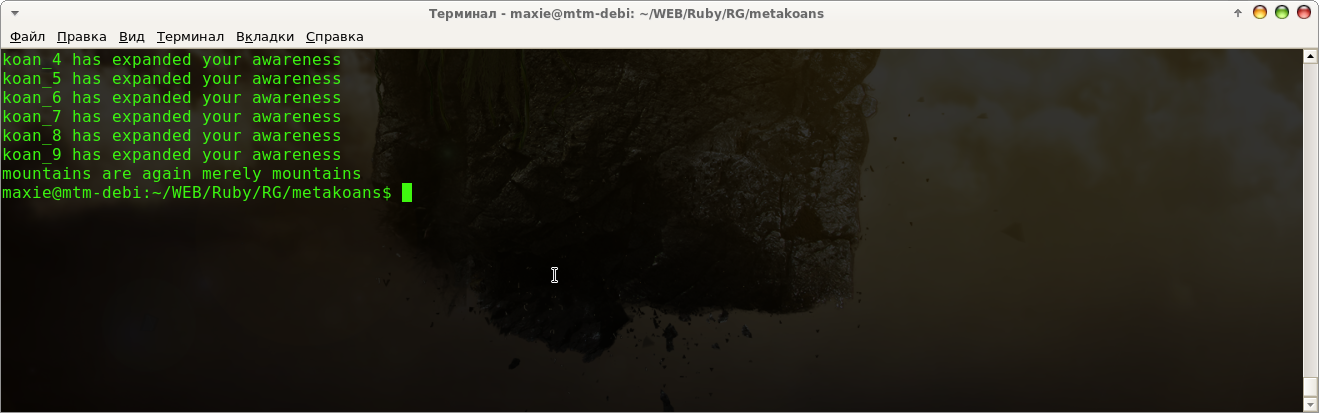 Терминал - maxie@mtm-debi: ~/WEB/Ruby/RG/metakoans
Файл Правка Вид Терминал Вкладки Справка
koan_4 has expanded your awareness
koan_5 has expanded your awareness
koan_6 has expanded your awareness
koan_7 has expanded your awareness
koan_8 has expanded your awareness
koan_9 has expanded your awareness
mountains are again merely mountains
maxie@mtm-debi:~/WEB/Ruby/RG/metakoans$